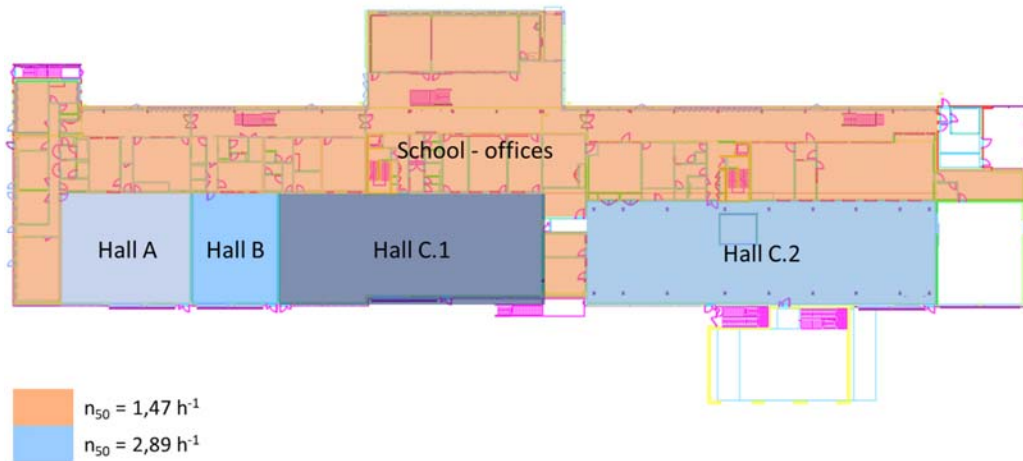 School - offices
Hall A
Hall B
Hall C.1
Hall C.2
n₅₀ = 1,47 h⁻¹
n₅₀ = 2,89 h⁻¹